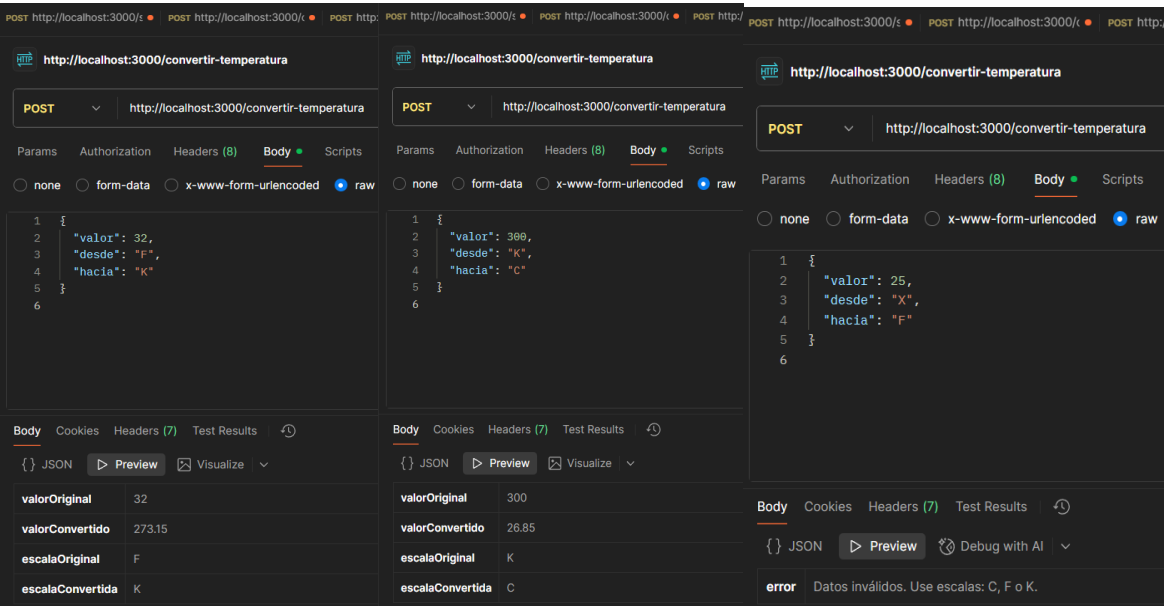 POST http://localhost:3000/s POST http://localhost:3000/c POST http:
http://localhost:3000/convertir-temperatura
POST http://localhost:3000/convertir-temperatura
Params Authorization Headers (8) Body Scripts
none form-data x-www-form-urlencoded raw
1 {
2 "valor": 32,
3 "desde": "F",
4 "hacia": "K"
5 }
6
Body Cookies Headers (7) Test Results
{} JSON Preview Visualize
valorOriginal 32
valorConvertido 273.15
escalaOriginal F
escalaConvertida K
POST http://localhost:3000/s POST http://localhost:3000/c POST http:/
http://localhost:3000/convertir-temperatura
POST http://localhost:3000/convertir-temperatura
Params Authorization Headers (8) Body Scripts
none form-data x-www-form-urlencoded raw
1 {
2 "valor": 300,
3 "desde": "K",
4 "hacia": "C"
5 }
6
Body Cookies Headers (7) Test Results
{} JSON Preview Visualize
valorOriginal 300
valorConvertido 26.85
escalaOriginal K
escalaConvertida C
POST http://localhost:3000/s POST http://localhost:3000/c POST http:/
http://localhost:3000/convertir-temperatura
POST http://localhost:3000/convertir-temperatura
Params Authorization Headers (8) Body Scripts
none form-data x-www-form-urlencoded raw
1 {
2 "valor": 25,
3 "desde": "X",
4 "hacia": "F"
5 }
6
Body Cookies Headers (7) Test Results
{} JSON Preview Debug with AI
error Datos inválidos. Use escalas: C, F o K.